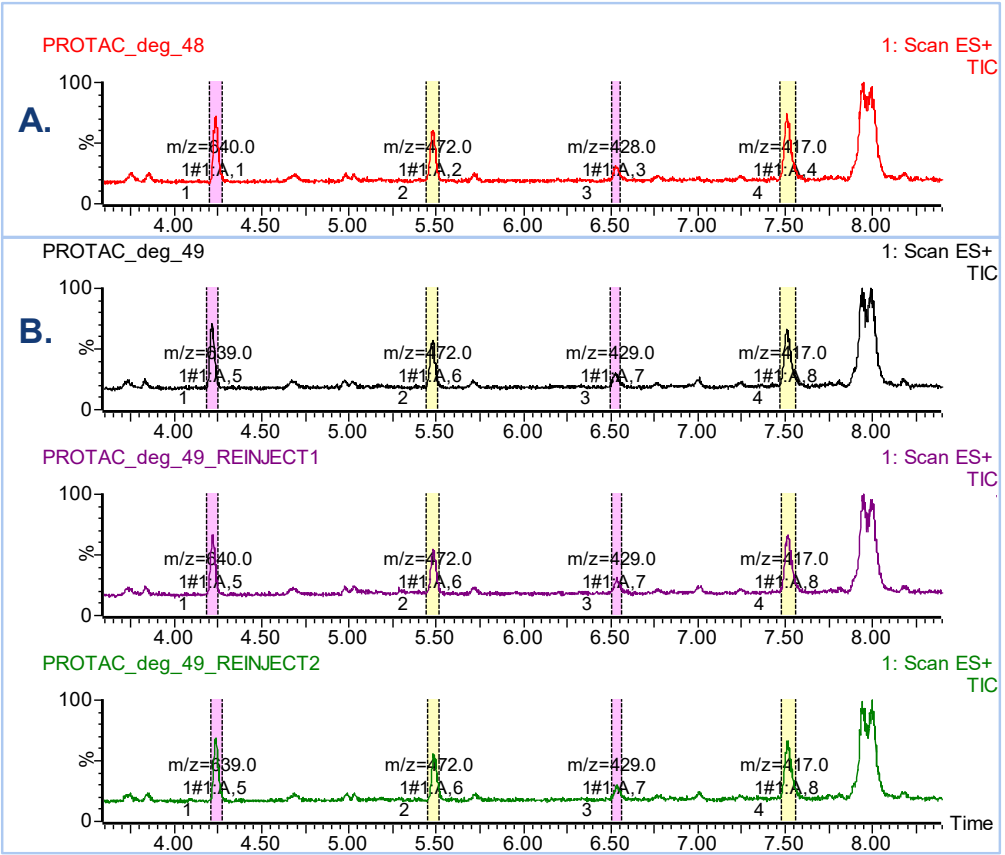 PROTAC_deg_48
1: Scan ES+
TIC
A.
100
%
0
m/z=640.0
1#1:A,1
1
m/z=472.0
1#1:A,2
2
m/z=428.0
1#1:A,3
3
m/z=417.0
1#1:A,4
4
4.00 4.50 5.00 5.50 6.00 6.50 7.00 7.50 8.00
PROTAC_deg_49
1: Scan ES+
TIC
B.
100
%
0
m/z=639.0
1#1:A,5
1
m/z=472.0
1#1:A,6
2
m/z=429.0
1#1:A,7
3
m/z=417.0
1#1:A,8
4
4.00 4.50 5.00 5.50 6.00 6.50 7.00 7.50 8.00
PROTAC_deg_49_REINJECT1
1: Scan ES+
TIC
100
%
0
m/z=640.0
1#1:A,5
1
m/z=472.0
1#1:A,6
2
m/z=429.0
1#1:A,7
3
m/z=417.0
1#1:A,8
4
4.00 4.50 5.00 5.50 6.00 6.50 7.00 7.50 8.00
PROTAC_deg_49_REINJECT2
1: Scan ES+
TIC
100
%
0
m/z=639.0
1#1:A,5
1
m/z=472.0
1#1:A,6
2
m/z=429.0
1#1:A,7
3
m/z=417.0
1#1:A,8
4
Time
4.00 4.50 5.00 5.50 6.00 6.50 7.00 7.50 8.00